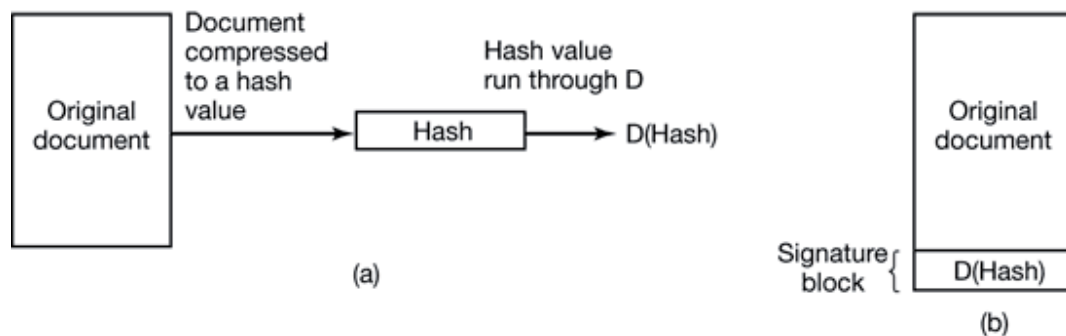 Original
document
Document
compressed
to a hash
value
Hash
Hash value
run through D
D(Hash)
(a)
Original
document
Signature
block
D(Hash)
(b)